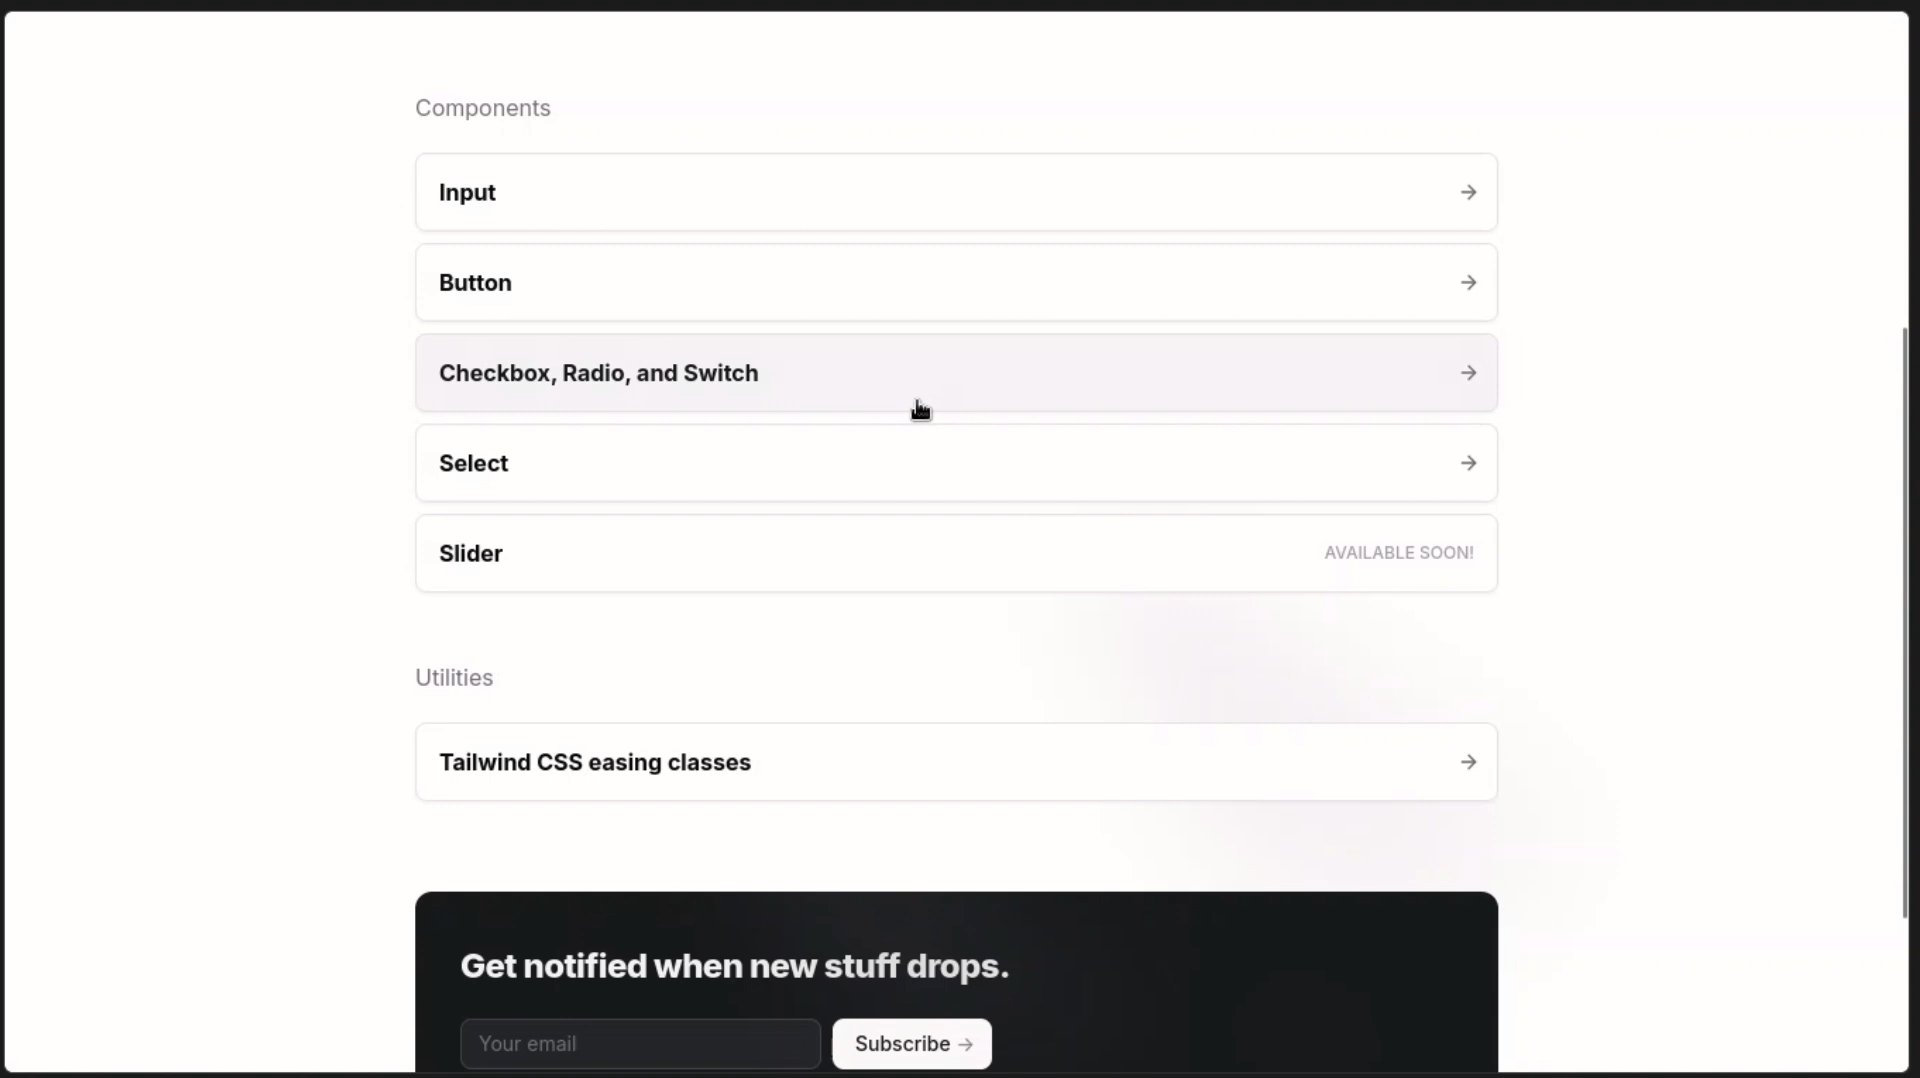 Components
Input
Button
Checkbox, Radio, and Switch
Select
Slider
AVAILABLE SOON!
Utilities
Tailwind CSS easing classes
Get notified when new stuff drops.
Your email
Subscribe →